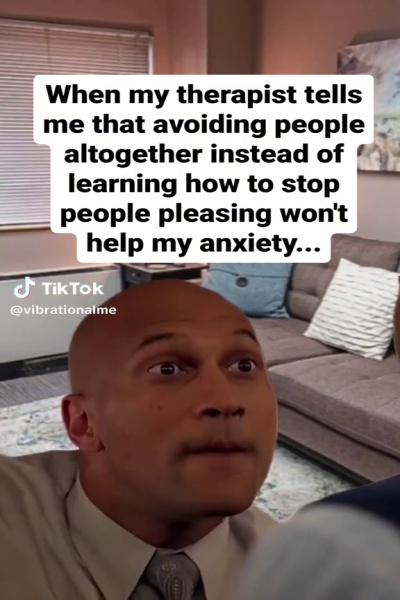 When my therapist tells
me that avoiding people
altogether instead of
learning how to stop
people pleasing won't
help my anxiety...
TikTok
@vibrationalme